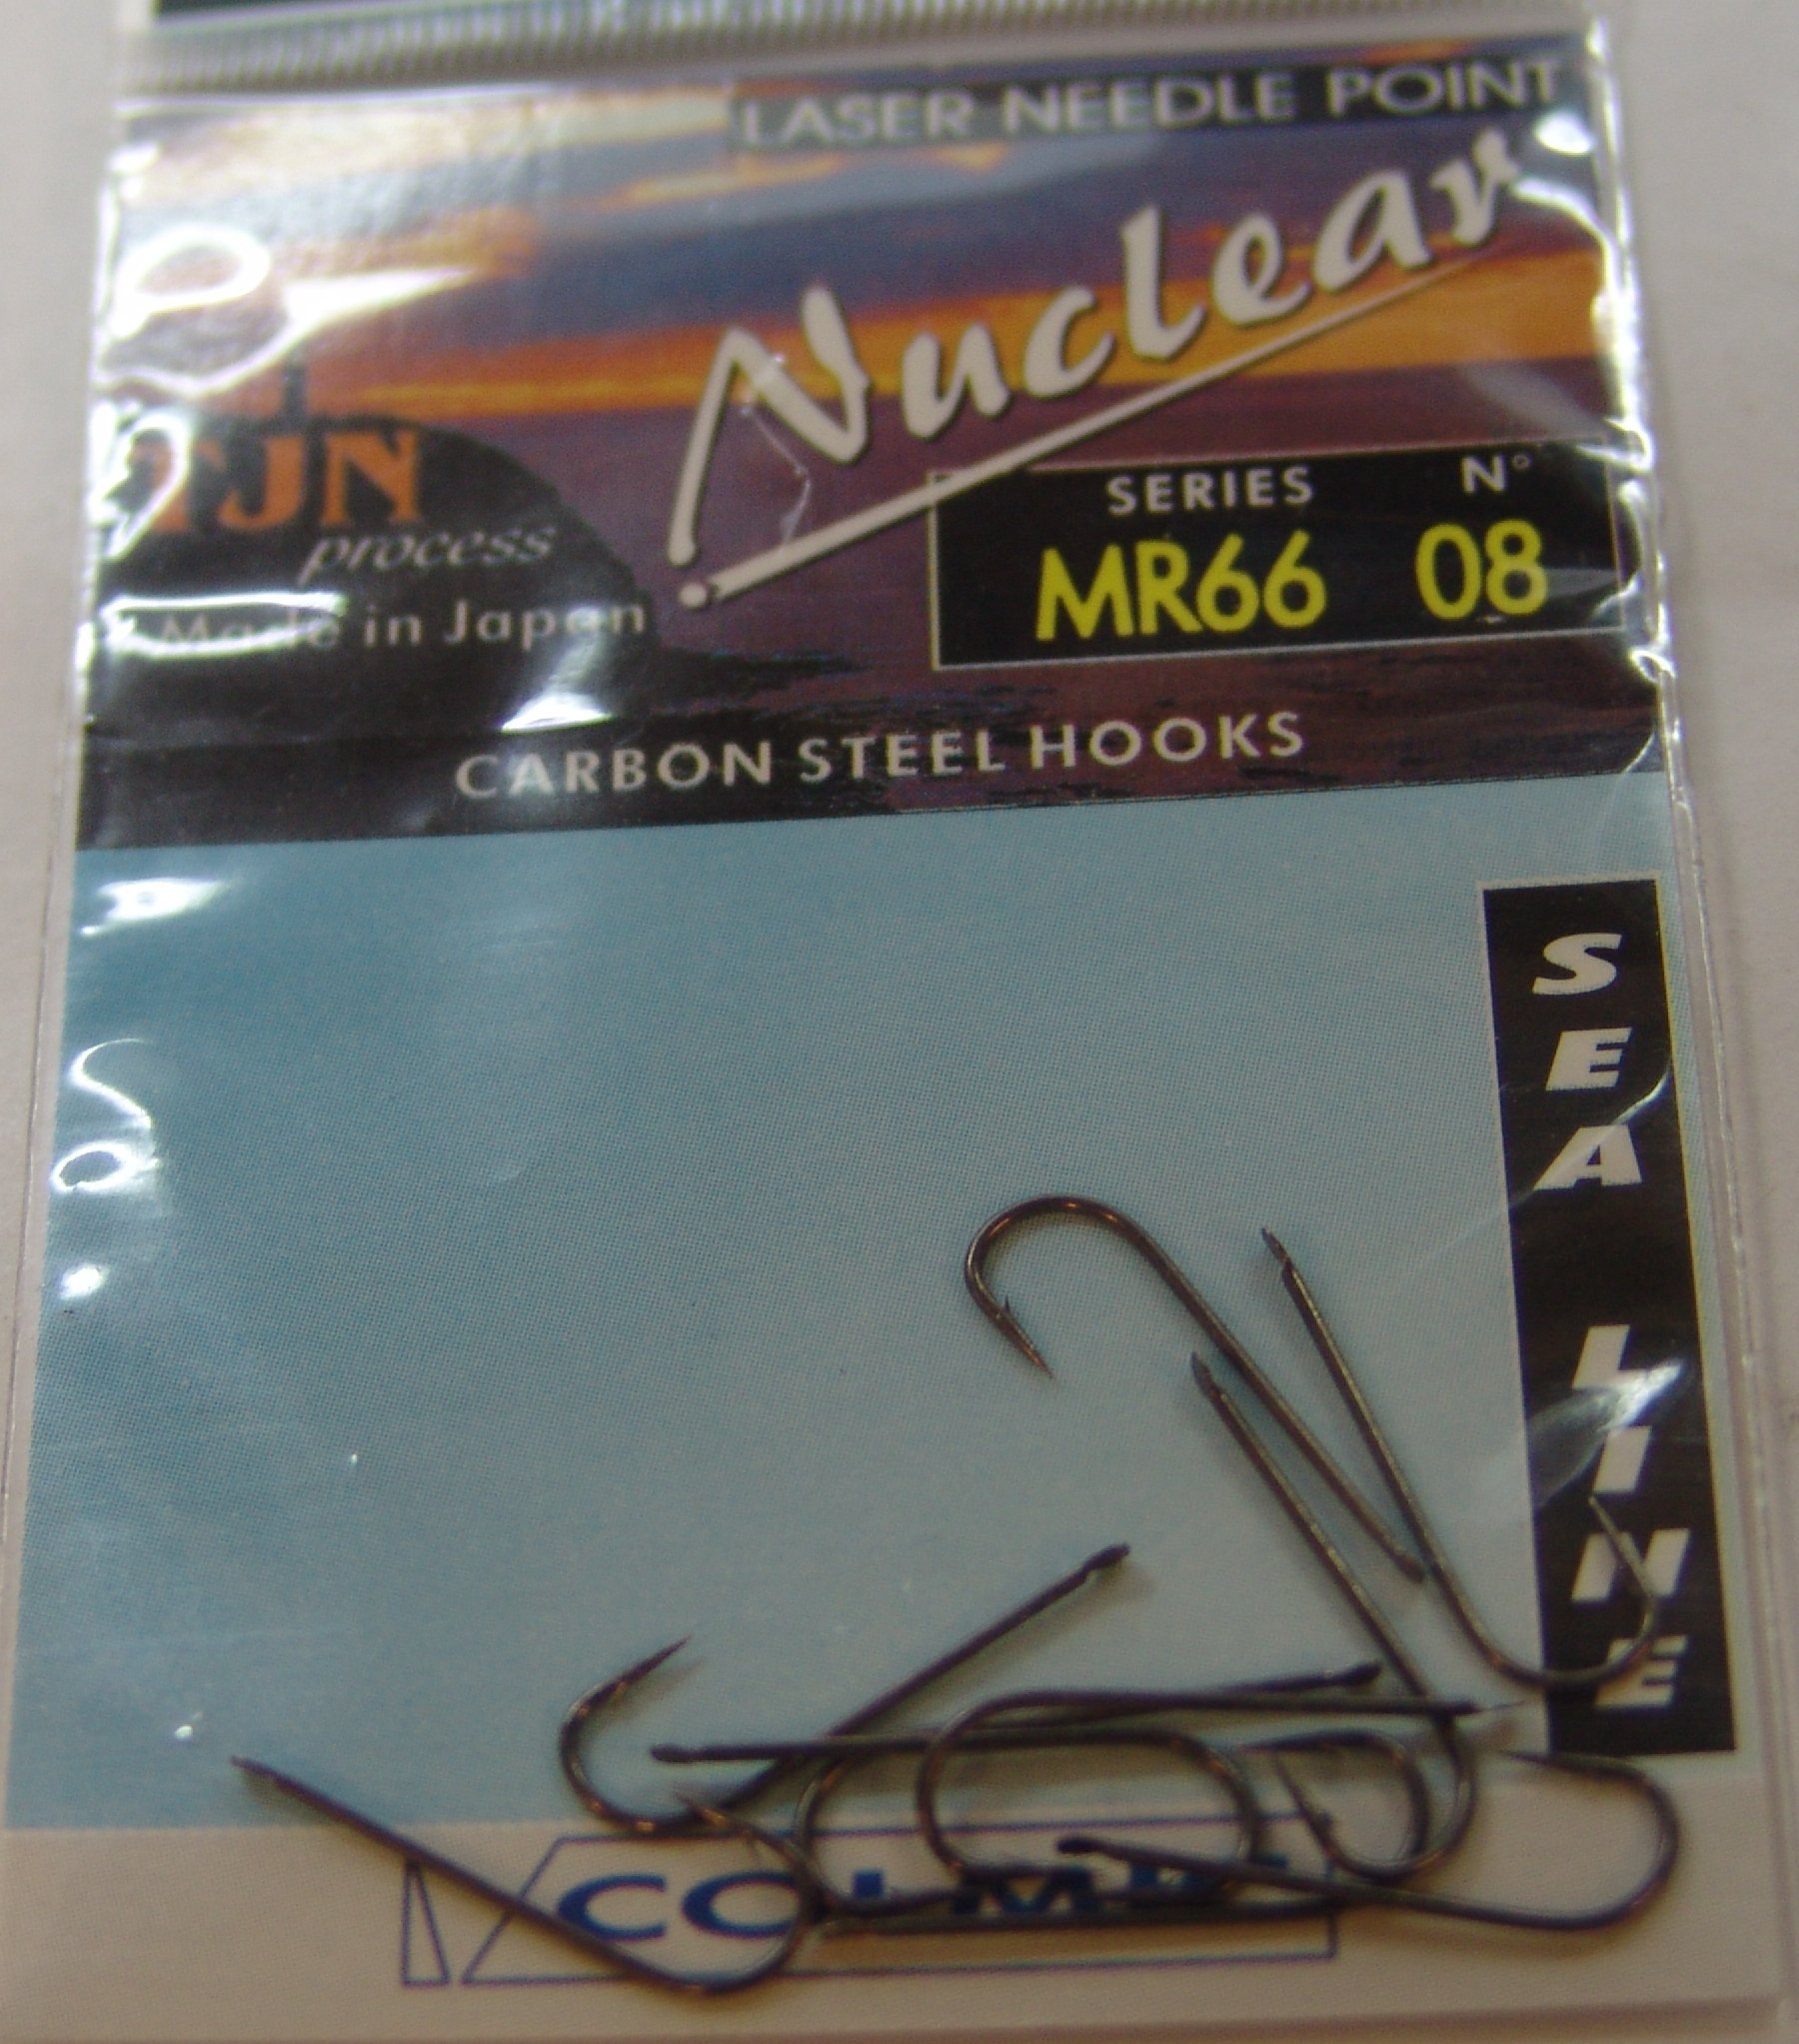 LASER NEEDLE POINT
Nuclear
SERIES N°
MR66 08
TJN
process
Made in Japan
CARBON STEEL HOOKS
SEA LINE